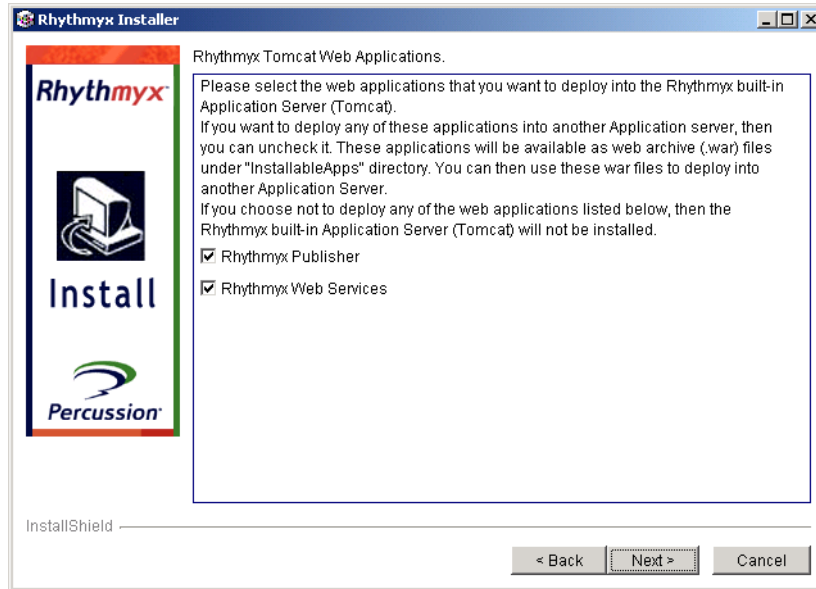 Rhythmyx Installer
Rhythmyx Tomcat Web Applications.
Rhythmyx
Install
Percussion
Please select the web applications that you want to deploy into the Rhythmyx built-in
Application Server (Tomcat).
If you want to deploy any of these applications into another Application server, then
you can uncheck it. These applications will be available as web archive (.war) files
under "InstallableApps" directory. You can then use these war files to deploy into
another Application Server.
If you choose not to deploy any of the web applications listed below, then the
Rhythmyx built-in Application Server (Tomcat) will not be installed.
Rhythmyx Publisher
Rhythmyx Web Services
InstallShield
< Back
Next >
Cancel